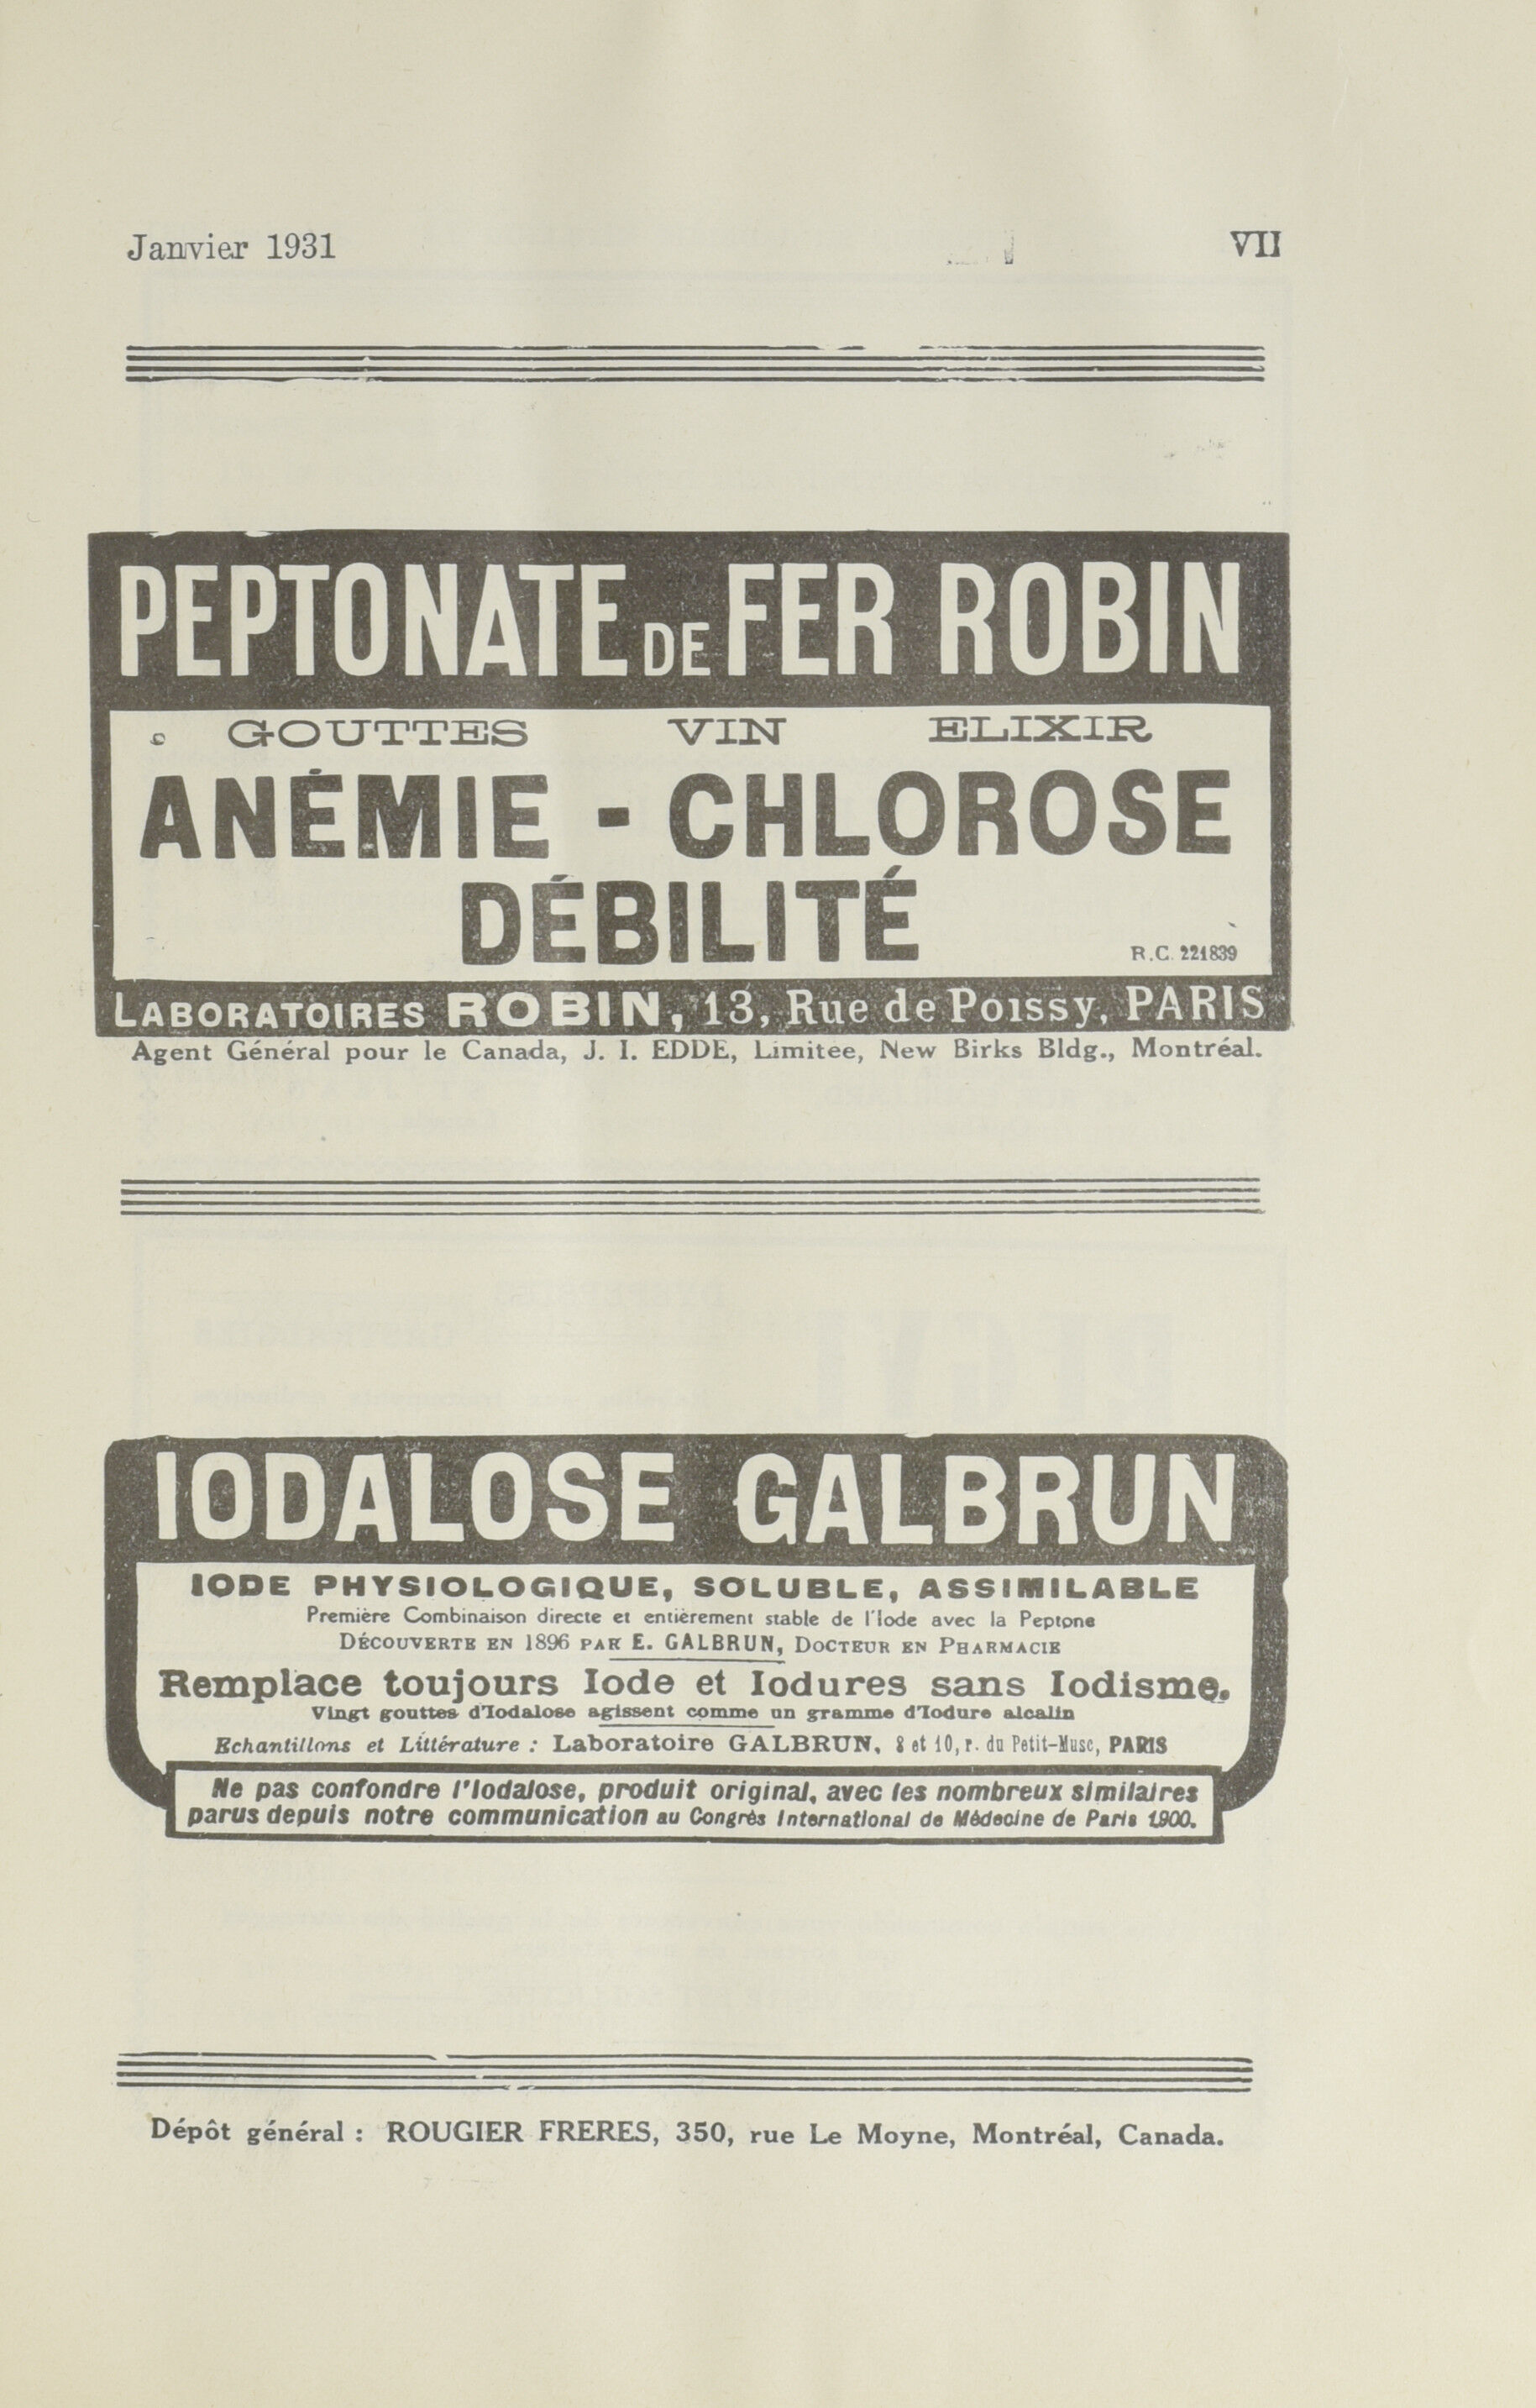 Janvier 1931 VII
PEPTONATE DE FER ROBIN
GOUTTES VIN ELIXIR
ANÉMIE - CHLOROSE
DÉBILITÉ
R.C. 221839
LABORATOIRES ROBIN, 13, Rue de Poissy, PARIS
Agent Général pour le Canada, J. I. EDDE, Limitee, New Birks Bldg., Montréal.
IODALOSE GALBRUN
IODE PHYSIOLOGIQUE, SOLUBLE, ASSIMILABLE
Première Combinaison directe et entièrement stable de l'Iode avec la Peptone
DÉCOUVERTE EN 1896 PAR E. GALBRUN, DOCTEUR EN PHARMACIE
Remplace toujours Iode et Iodures sans Iodisme.
Vingt gouttes d'Iodalose agissent comme un gramme d'Iodure alcalin
Echantillons et Littérature : Laboratoire GALBRUN, 8 et 10, r. du Petit-Musc, PARIS
Ne pas confondre l'Iodalose, produit original, avec les nombreux similaires
parus depuis notre communication au Congrès International de Médecine de Paris 1900.
Dépôt général : ROUGIER FRERES, 350, rue Le Moyne, Montréal, Canada.